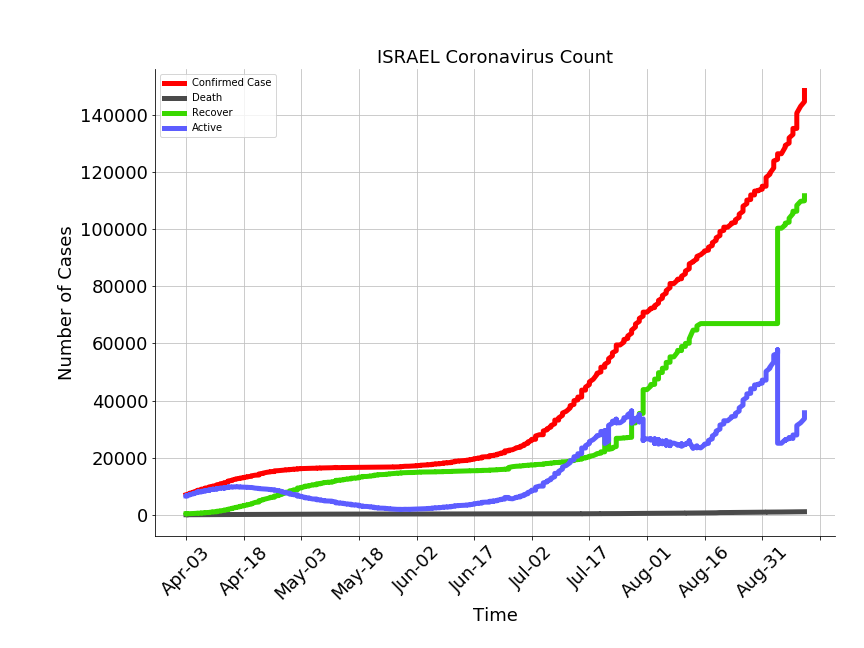 ISRAEL Coronavirus Count
Confirmed Case
Death
Recover
Active
Number of Cases
140000
120000
100000
80000
60000
40000
20000
0
Apr-03
Apr-18
May-03
May-18
Jun-02
Jun-17
Jul-02
Jul-17
Aug-01
Aug-16
Aug-31
Time